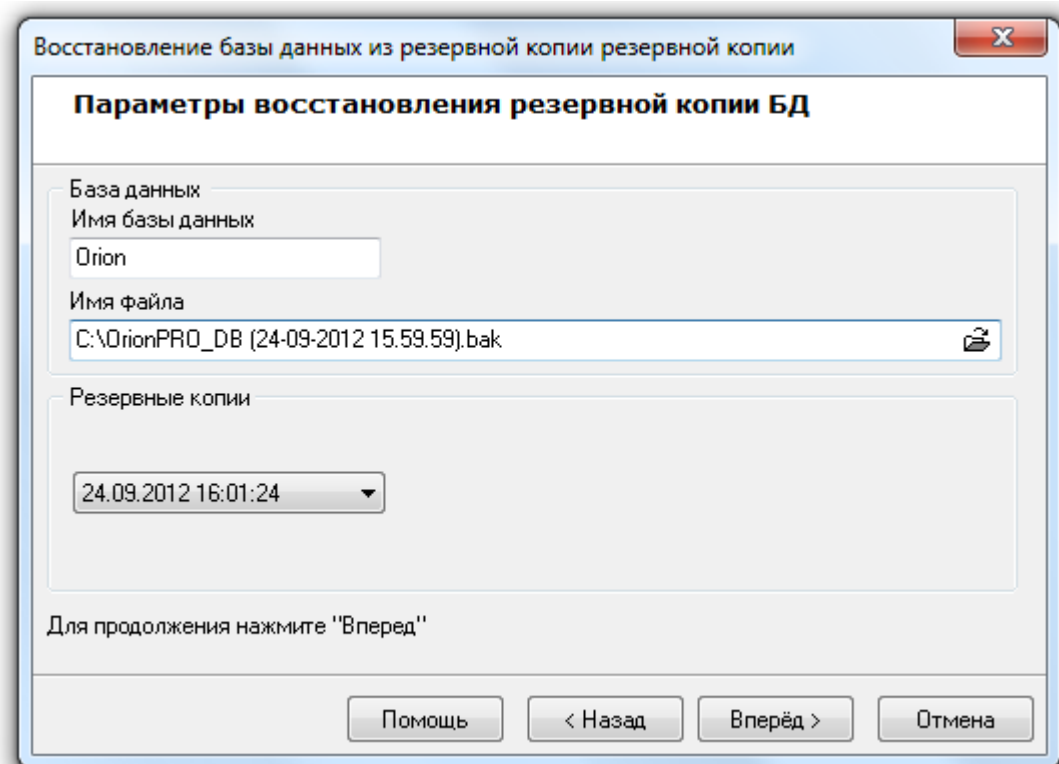 Восстановление базы данных из резервной копии резервной копии
Параметры восстановления резервной копии БД
База данных
Имя базы данных
Orion
Имя файла
C:\OrionPRO_DB (24-09-2012 15.59.59).bak
Резервные копии
24.09.2012 16:01:24
Для продолжения нажмите "Вперед"
Помощь < Назад Вперёд > Отмена